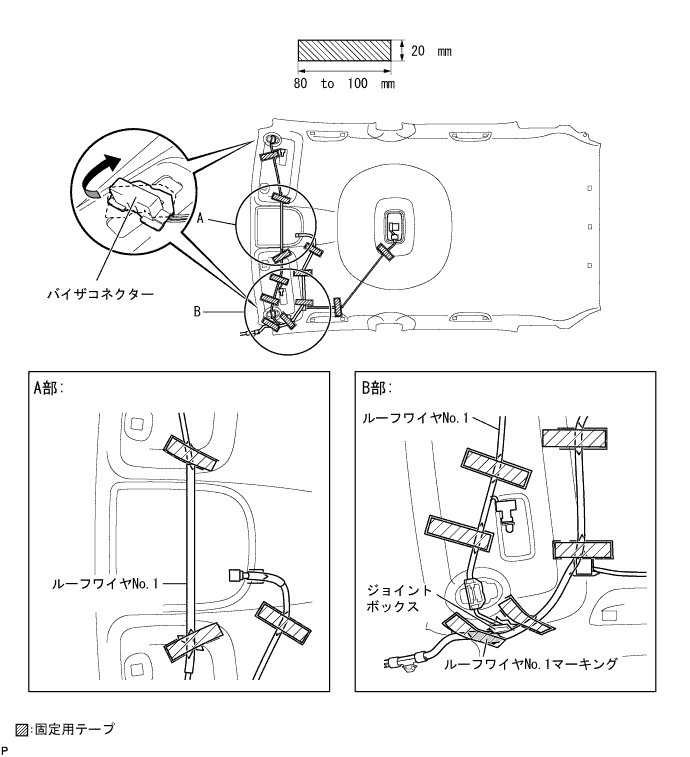 20 mm
80 to 100 mm
A
バイザコネクター
B
A部:
ルーフワイヤNo.1
B部:
ルーフワイヤNo.1
ジョイント
ボックス
ルーフワイヤNo.1マーキング
:固定用テープ
P